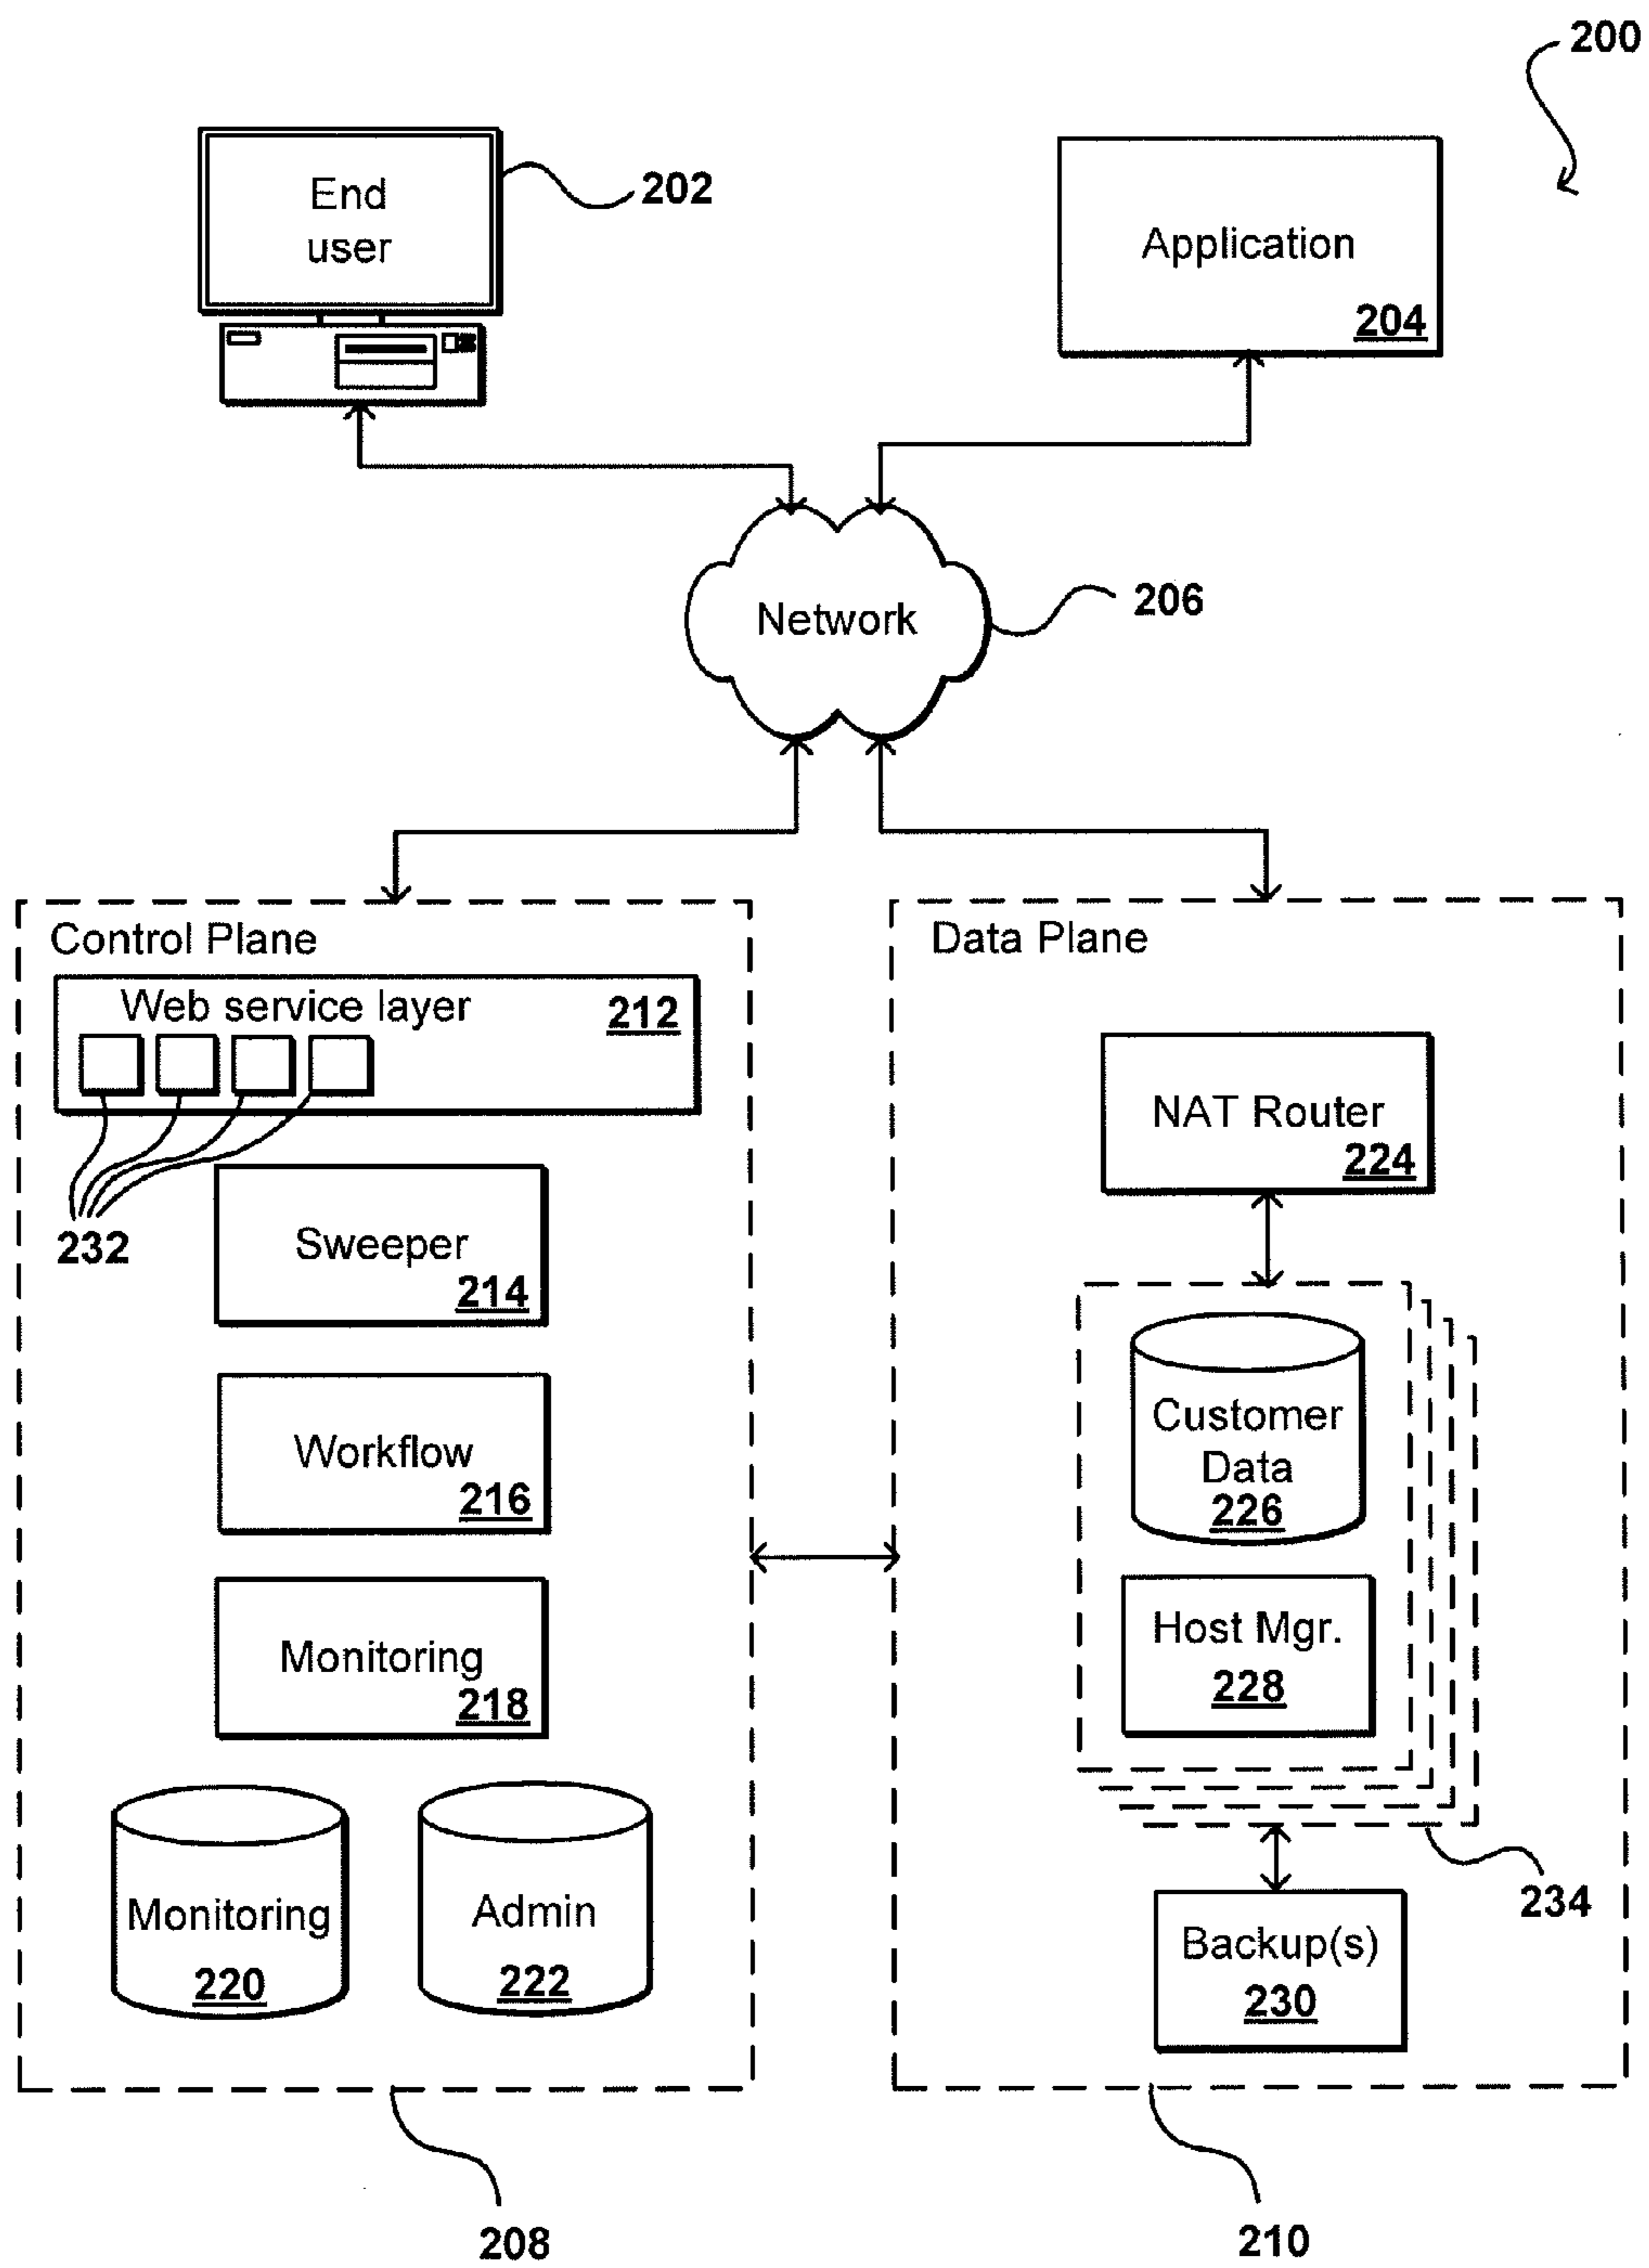 200
End
user
202
Application
204
Network
206
Control Plane
Web service layer
212
232
Sweeper
214
Workflow
216
Monitoring
218
Monitoring
220
Admin
222
208
Data Plane
NAT Router
224
Customer
Data
226
Host Mgr.
228
234
Backup(s)
230
210